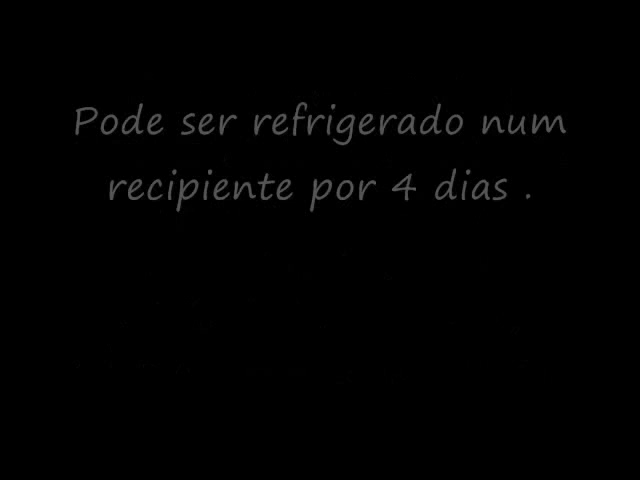 Pode ser refrigerado num
recipiente por 4 dias .